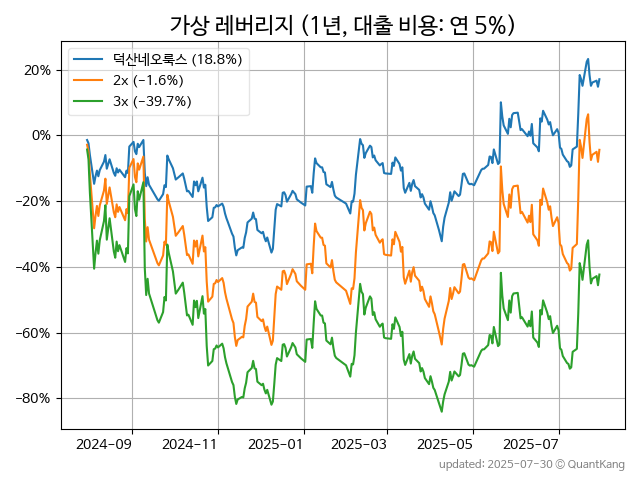 가상 레버리지 (1년, 대출 비용: 연 5%)
덕산네오룩스 (18.8%)
2x (−1.6%)
3x (−39.7%)
20%
0%
−20%
−40%
−60%
−80%
2024-09 2024-11 2025-01 2025-03 2025-05 2025-07
updated: 2025-07-30 © QuantKang